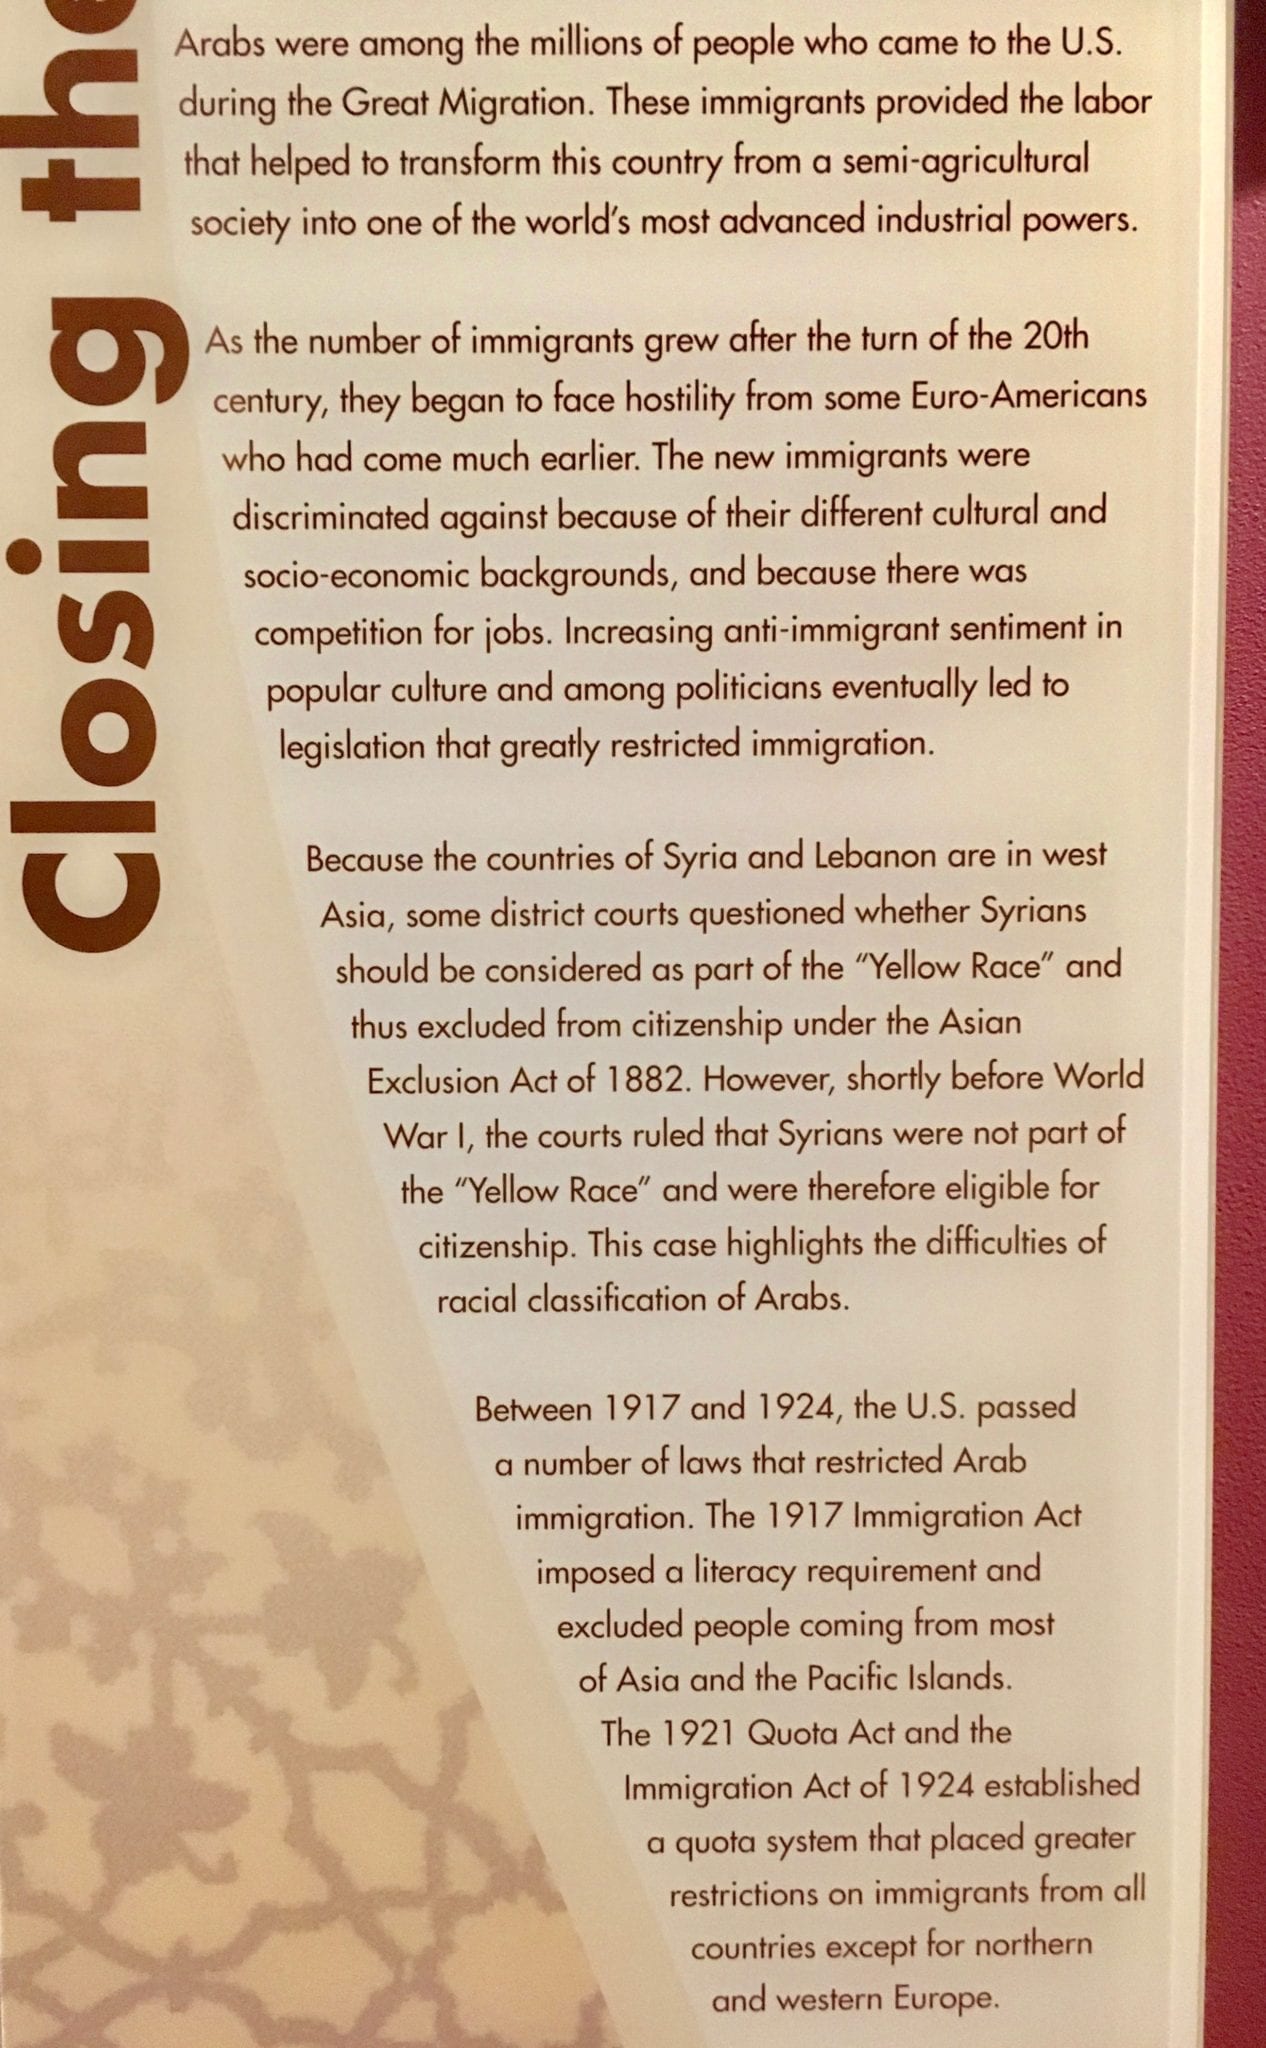 Closing the
Arabs were among the millions of people who came to the U.S.
during the Great Migration. These immigrants provided the labor
that helped to transform this country from a semi-agricultural
society into one of the world's most advanced industrial powers.
As the number of immigrants grew after the turn of the 20th
century, they began to face hostility from some Euro-Americans
who had come much earlier. The new immigrants were
discriminated against because of their different cultural and
socio-economic backgrounds, and because there was
competition for jobs. Increasing anti-immigrant sentiment in
popular culture and among politicians eventually led to
legislation that greatly restricted immigration.
Because the countries of Syria and Lebanon are in west
Asia, some district courts questioned whether Syrians
should be considered as part of the “Yellow Race” and
thus excluded from citizenship under the Asian
Exclusion Act of 1882. However, shortly before World
War I, the courts ruled that Syrians were not part of
the “Yellow Race” and were therefore eligible for
citizenship. This case highlights the difficulties of
racial classification of Arabs.
Between 1917 and 1924, the U.S. passed
a number of laws that restricted Arab
immigration. The 1917 Immigration Act
imposed a literacy requirement and
excluded people coming from most
of Asia and the Pacific Islands.
The 1921 Quota Act and the
Immigration Act of 1924 established
a quota system that placed greater
restrictions on immigrants from all
countries except for northern
and western Europe.